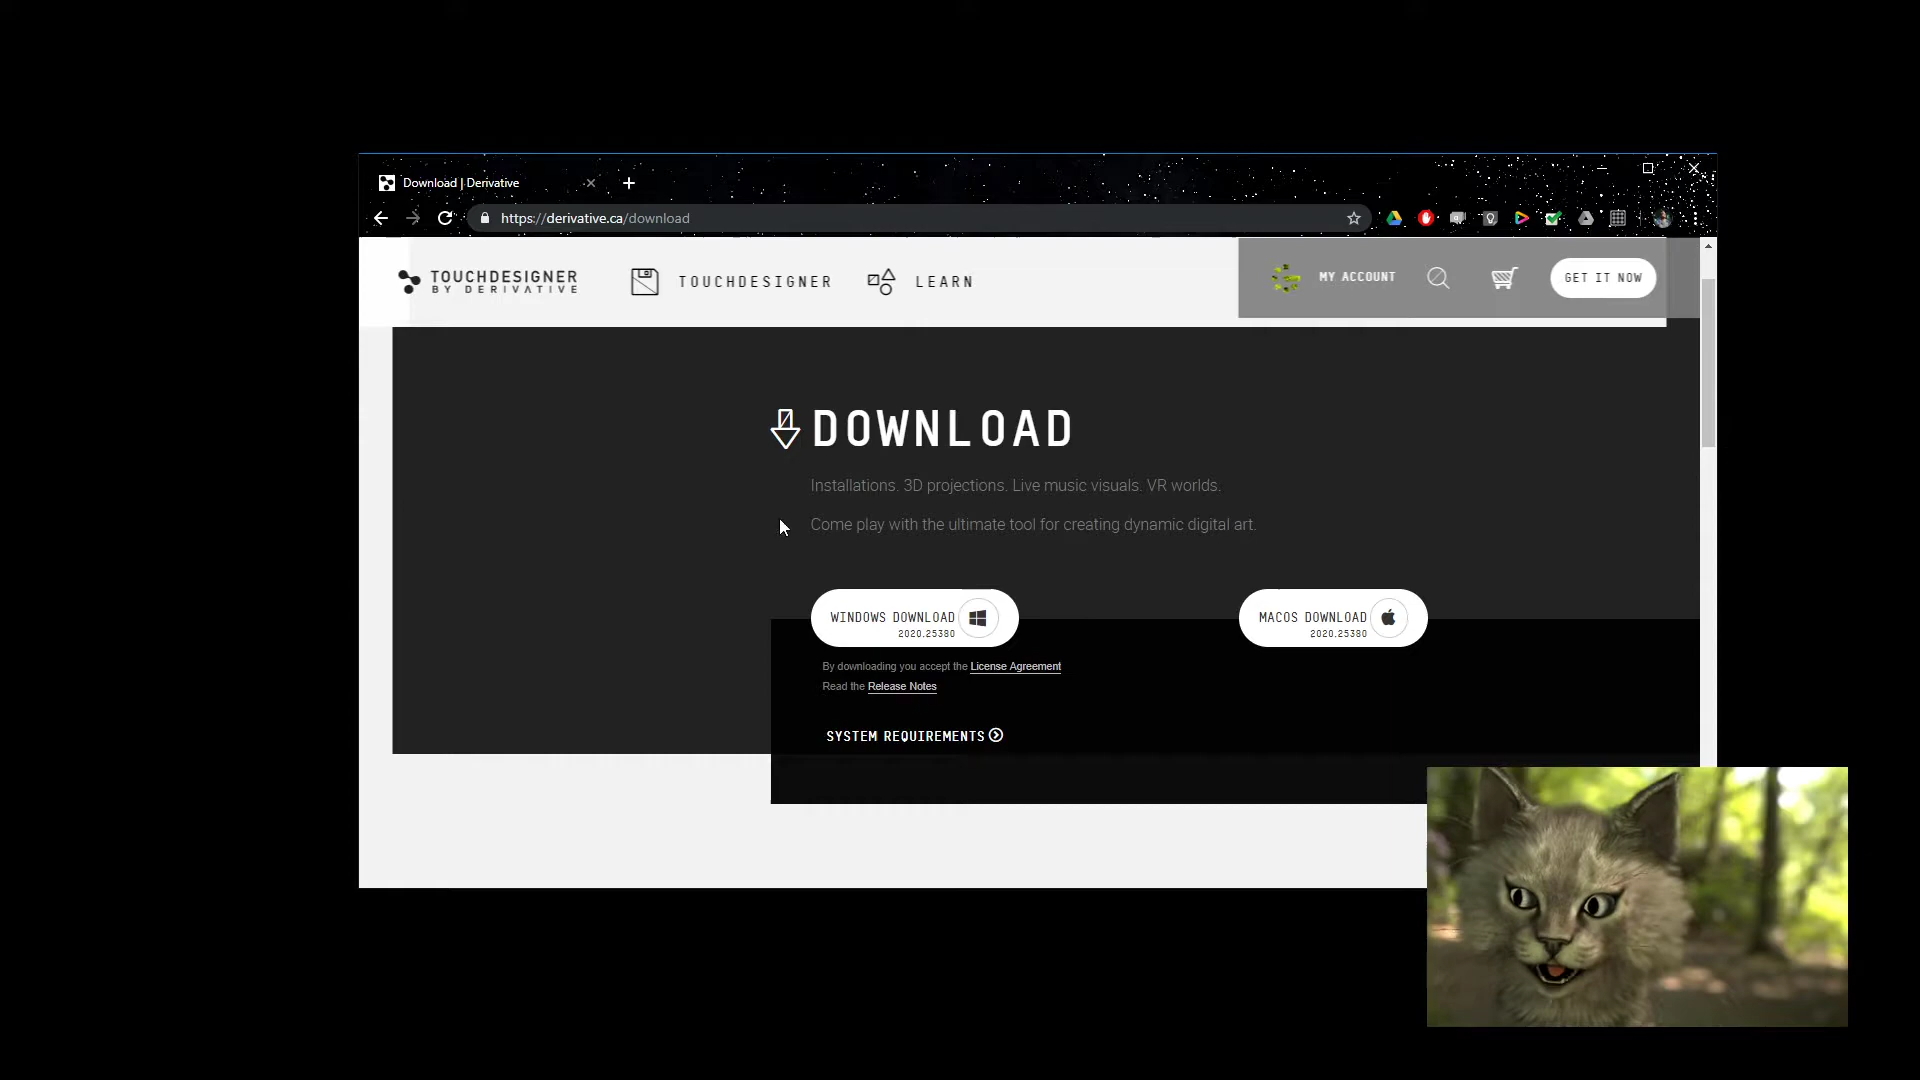 Download | Derivative
https://derivative.ca/download
TOUCHDESIGNER
BY DERIVATIVE
TOUCHDESIGNER
LEARN
MY ACCOUNT
GET IT NOW
DOWNLOAD
Installations. 3D projections. Live music visuals. VR worlds.
Come play with the ultimate tool for creating dynamic digital art.
WINDOWS DOWNLOAD
2020.25380
MACOS DOWNLOAD
2020.25380
By downloading you accept the License Agreement
Read the Release Notes
SYSTEM REQUIREMENTS